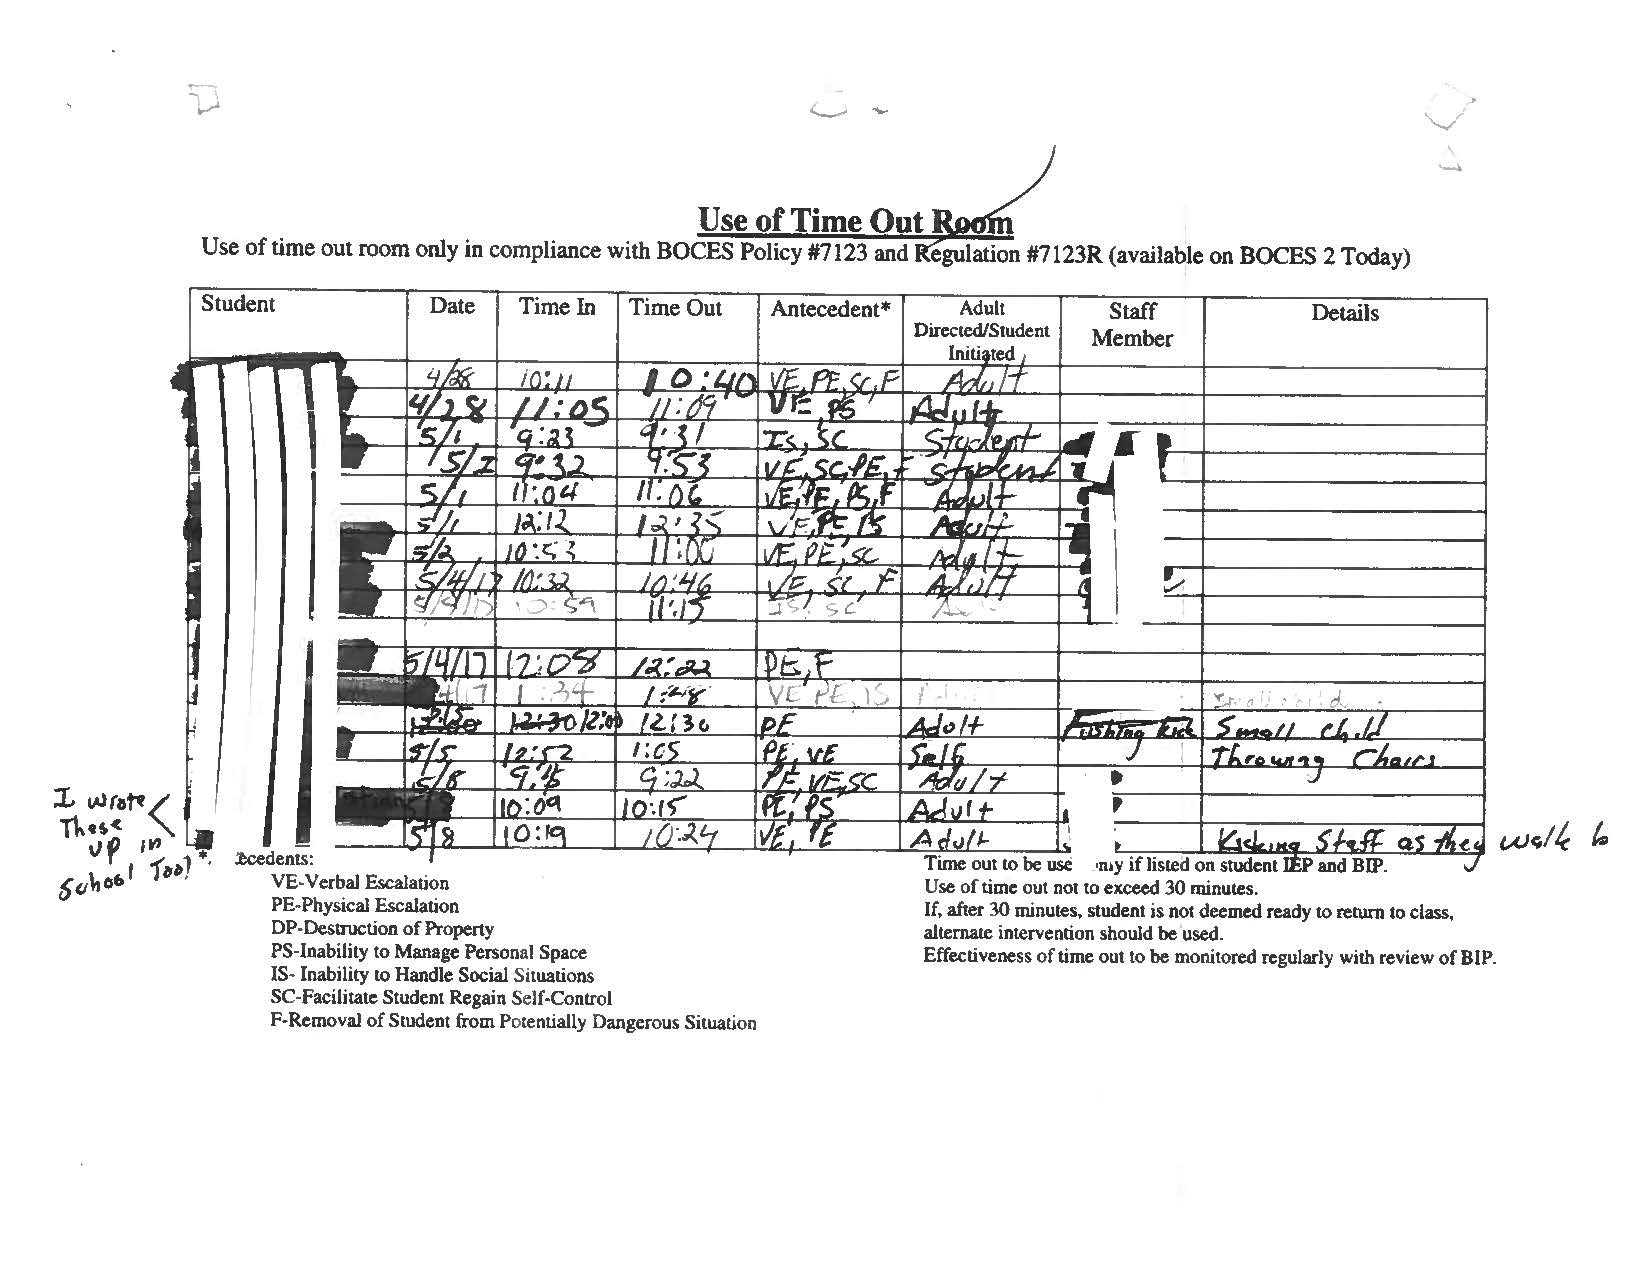 Use of Time Out Room
Use of time out room only in compliance with BOCES Policy #7123 and Regulation #7123R (available on BOCES 2 Today)
Student Date Time In Time Out Antecedent* Adult Directed/Student Initiated Staff Member Details
4/28 10:11 10:40 VE, PE, SC, F Adult
4/28 11:05 11:09 VE, PS Adult
5/1 9:23 9:31 Is, SC Student
5/1 9:32 9:53 VE, SC, PE, F Student
5/1 11:04 11:06 VE, PE, PS, F Adult
5/1 12:12 12:35 VE, PE, IS Adult
5/2 10:53 11:00 VE, PE, SC Adult
5/4/17 10:32 10:46 VE, SC, F Adult
10:59 11:15 IS, SC
5/4/17 12:08 12:22 PE, F
4/17 1:34 1:48 VE PE, IS Small child
5/5 12:30 12:00 12:30 PE Adult Small child
5/5 12:52 1:05 PE, VE Self Throwing Chairs
5/8 9:22 PE, VE, SC Adult
10:09 10:15 PE, PS Adult
5/8 10:19 10:24 VE, PE Adult Kicking Staff as they walk to
I wrote
These
up in
School Tool
*. ecedents:
VE-Verbal Escalation
PE-Physical Escalation
DP-Destruction of Property
PS-Inability to Manage Personal Space
IS- Inability to Handle Social Situations
SC-Facilitate Student Regain Self-Control
F-Removal of Student from Potentially Dangerous Situation
Time out to be use nly if listed on student IEP and BIP.
Use of time out not to exceed 30 minutes.
If, after 30 minutes, student is not deemed ready to return to class,
alternate intervention should be used.
Effectiveness of time out to be monitored regularly with review of BIP.